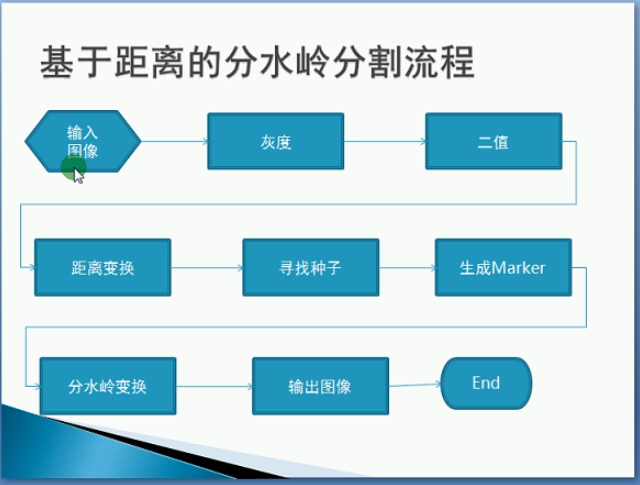 基于距离的分水岭分割流程
输入
图像
灰度
二值
距离变换
寻找种子
生成Marker
分水岭变换
输出图像
End